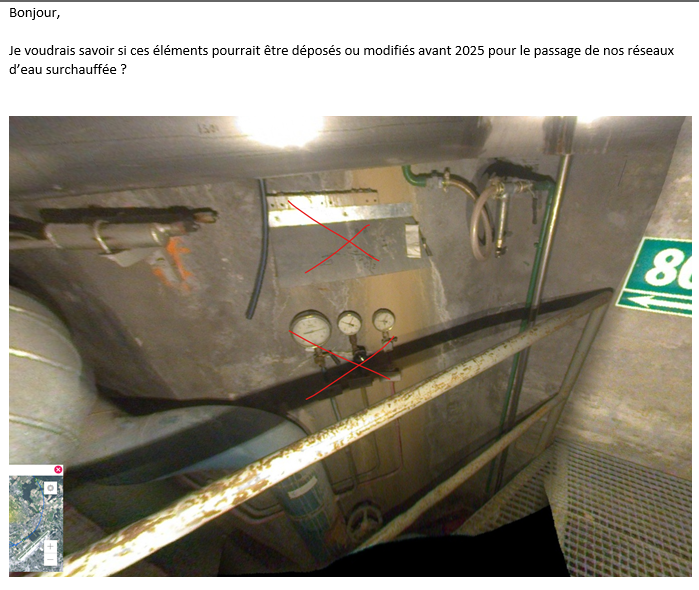 Bonjour,
Je voudrais savoir si ces éléments pourrait être déposés ou modifiés avant 2025 pour le passage de nos réseaux
d’eau surchauffée ?